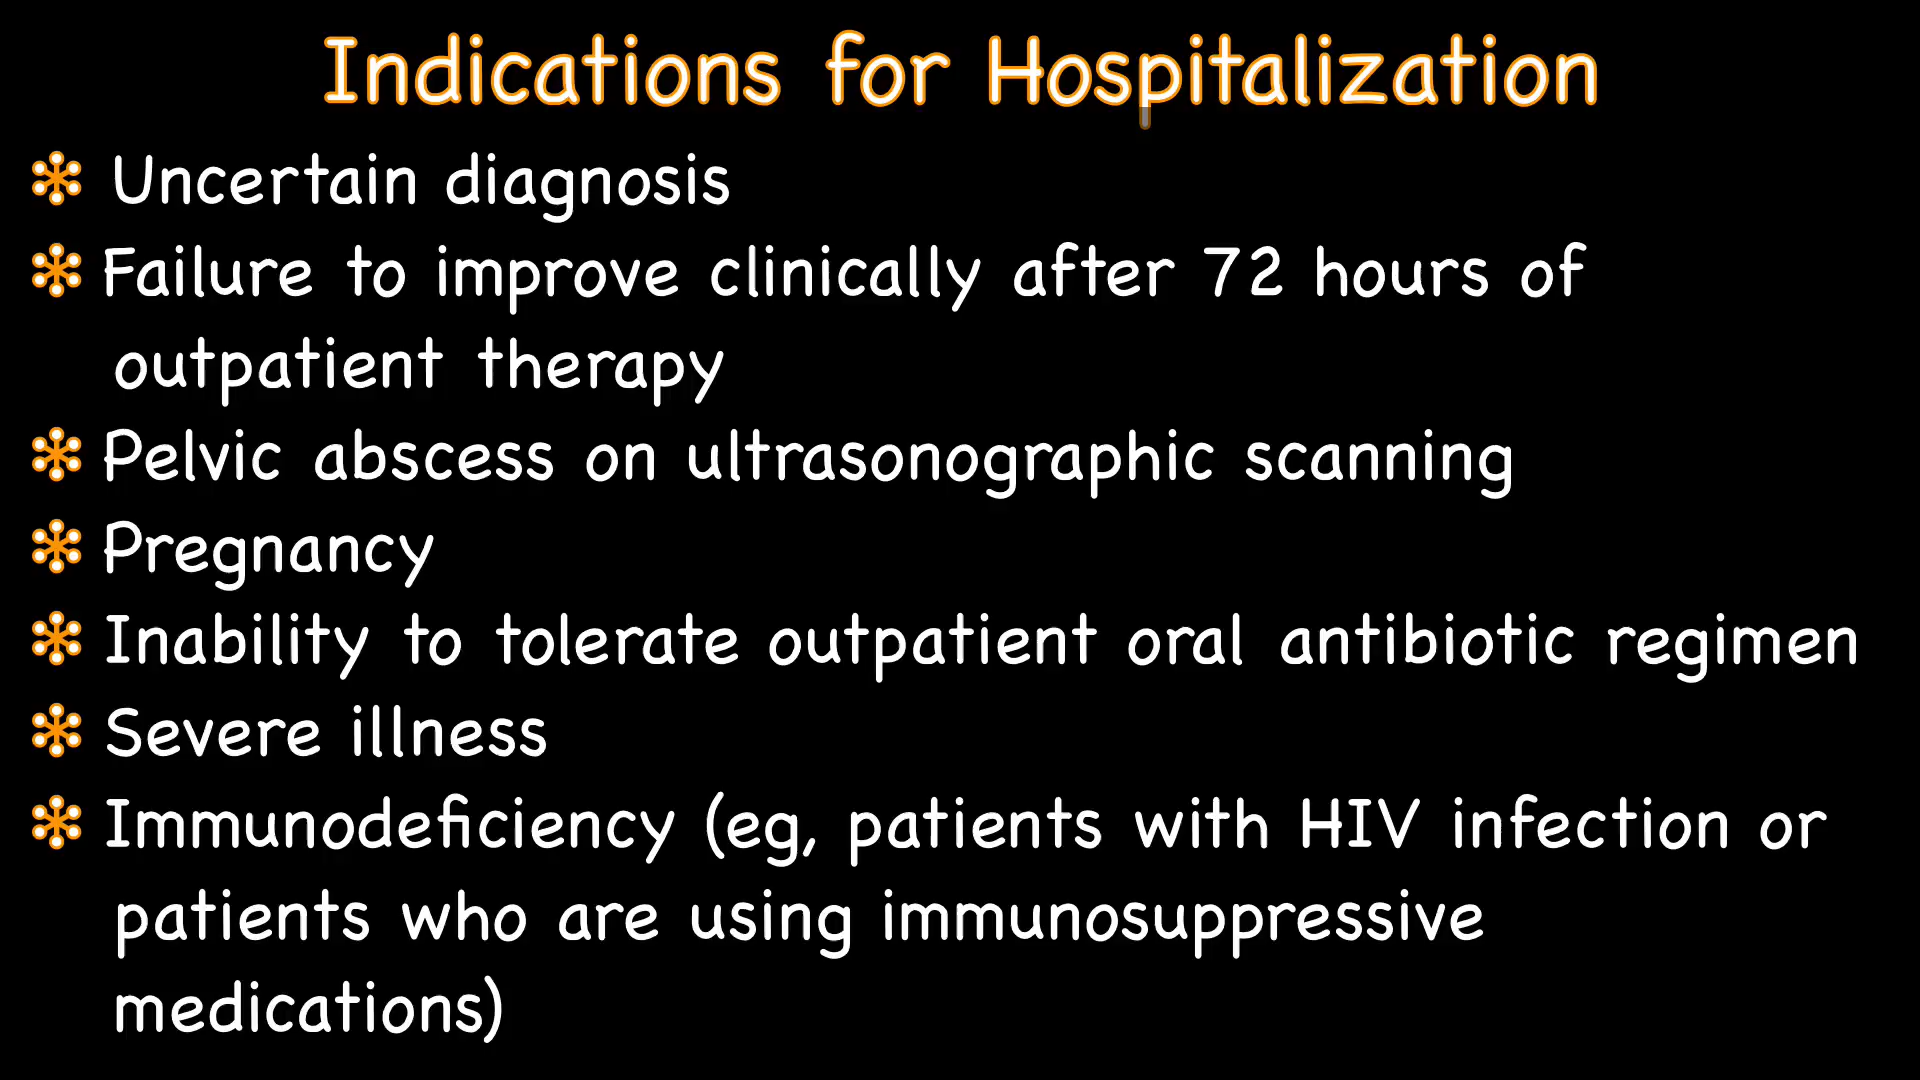 Indications for Hospitalization
Uncertain diagnosis
Failure to improve clinically after 72 hours of
outpatient therapy
Pelvic abscess on ultrasonographic scanning
Pregnancy
Inability to tolerate outpatient oral antibiotic regimen
Severe illness
Immunodeficiency (eg, patients with HIV infection or
patients who are using immunosuppressive
medications)